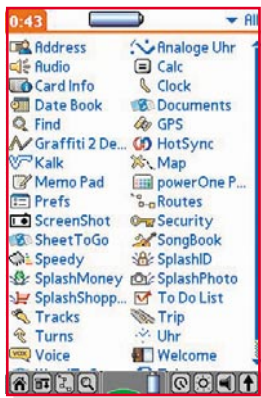 0:43 All
Address Analoge Uhr
Audio Calc
Card Info Clock
Date Book Documents
Find GPS
Graffiti 2 De... HotSync
Kalk Map
Memo Pad powerOne P...
Prefs Routes
ScreenShot Security
SheetToGo SongBook
Speedy SplashID
SplashMoney SplashPhoto
SplashShopp... To Do List
Tracks Trip
Turns Uhr
VOX Voice Welcome